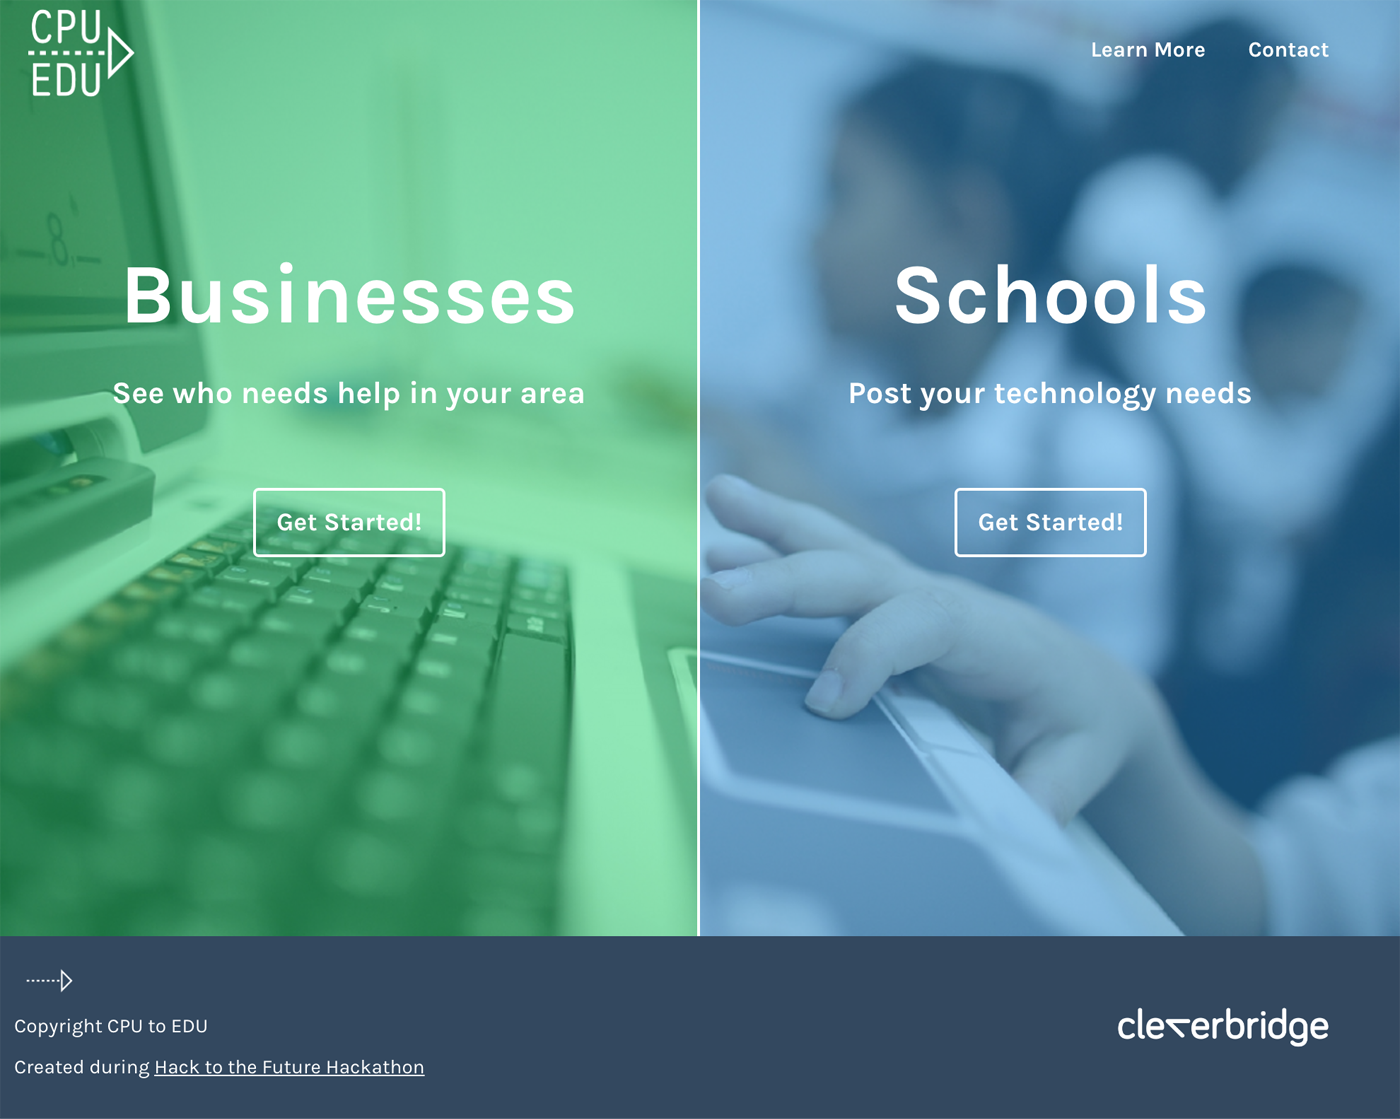 CPU
EDU
Learn More
Contact
Businesses
See who needs help in your area
Get Started!
Schools
Post your technology needs
Get Started!
Copyright CPU to EDU
Created during Hack to the Future Hackathon
cleverbridge